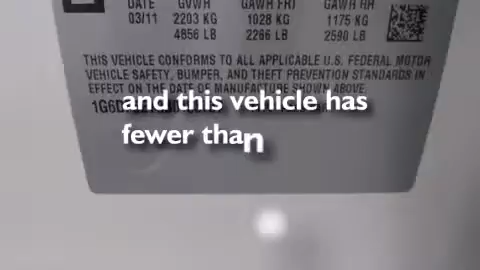 DATE GVWR GAWR FRT GAWR RR
03/11 2203 KG 1028 KG 1175 KG
4856 LB 2266 LB 2590 LB
THIS VEHICLE CONFORMS TO ALL APPLICABLE U.S. FEDERAL MOTOR
VEHICLE SAFETY, BUMPER, AND THEFT PREVENTION STANDARDS IN
EFFECT ON THE DATE OF MANUFACTURE SHOWN ABOVE.
and this vehicle has
fewer than